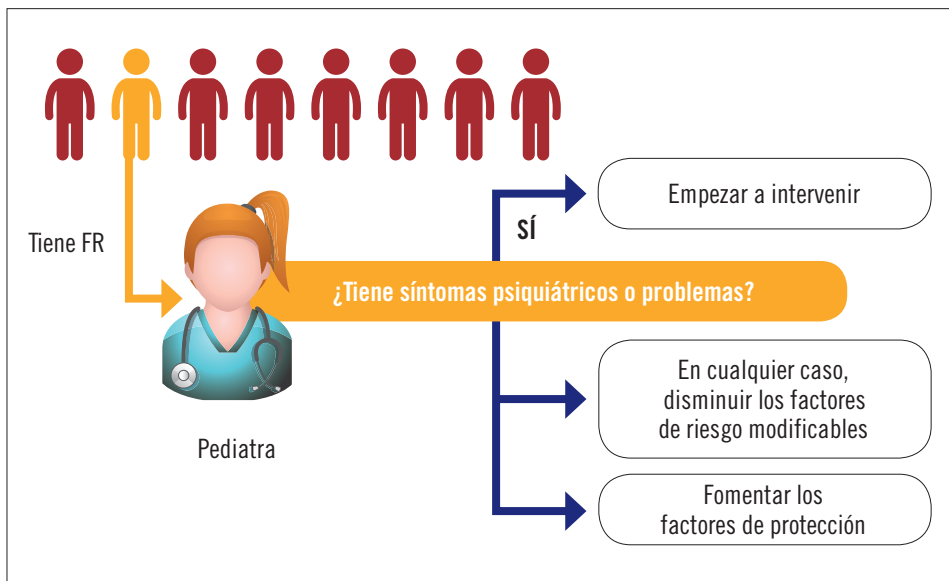 Tiene FR
Pediatra
¿Tiene síntomas psiquiátricos o problemas?
SÍ
Empezar a intervenir
En cualquier caso,
disminuir los factores
de riesgo modificables
Fomentar los
factores de protección